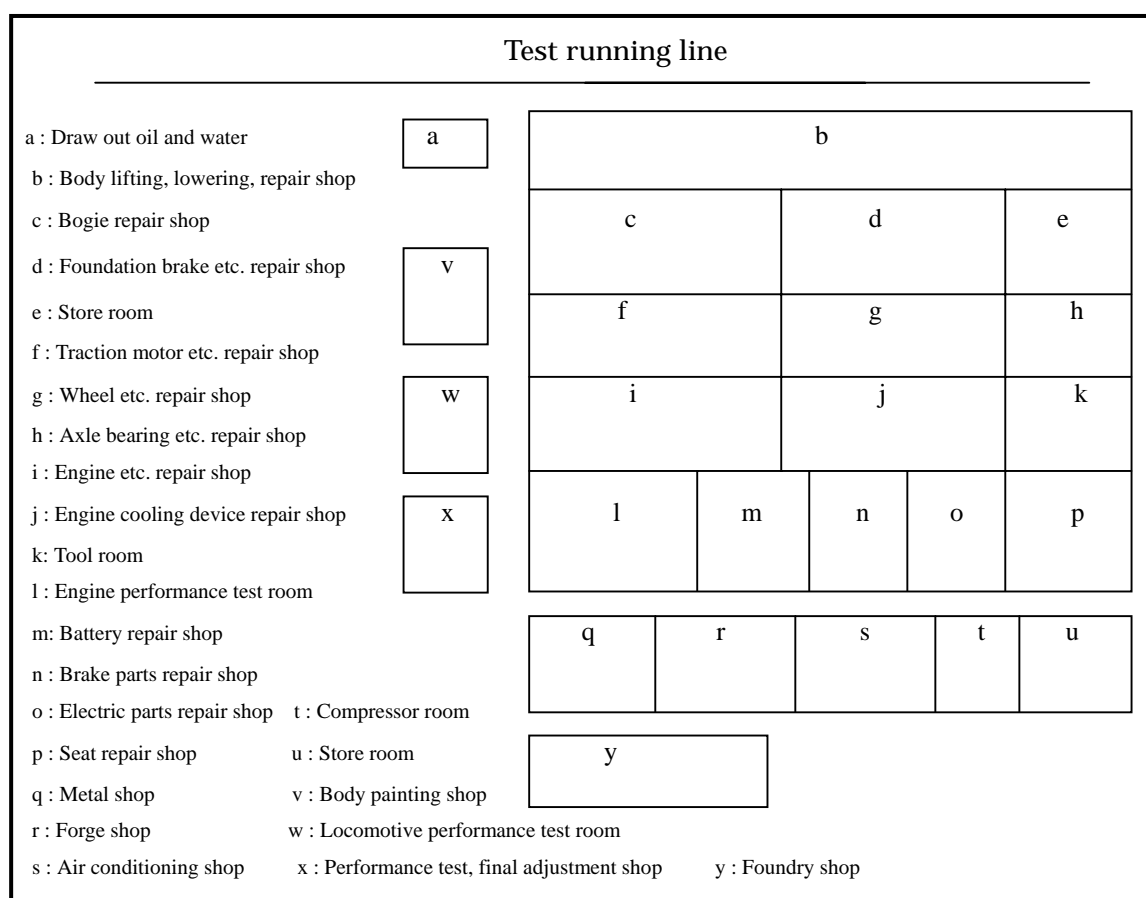 Test running line
a : Draw out oil and water
b : Body lifting, lowering, repair shop
c : Bogie repair shop
d : Foundation brake etc. repair shop
e : Store room
f : Traction motor etc. repair shop
g : Wheel etc. repair shop
h : Axle bearing etc. repair shop
i : Engine etc. repair shop
j : Engine cooling device repair shop
k: Tool room
l : Engine performance test room
m: Battery repair shop
n : Brake parts repair shop
o : Electric parts repair shop t : Compressor room
p : Seat repair shop u : Store room
q : Metal shop v : Body painting shop
r : Forge shop w : Locomotive performance test room
s : Air conditioning shop x : Performance test, final adjustment shop y : Foundry shop
a
v
w
x
b
c d e
f g h
i j k
l m n o p
q r s t u
y